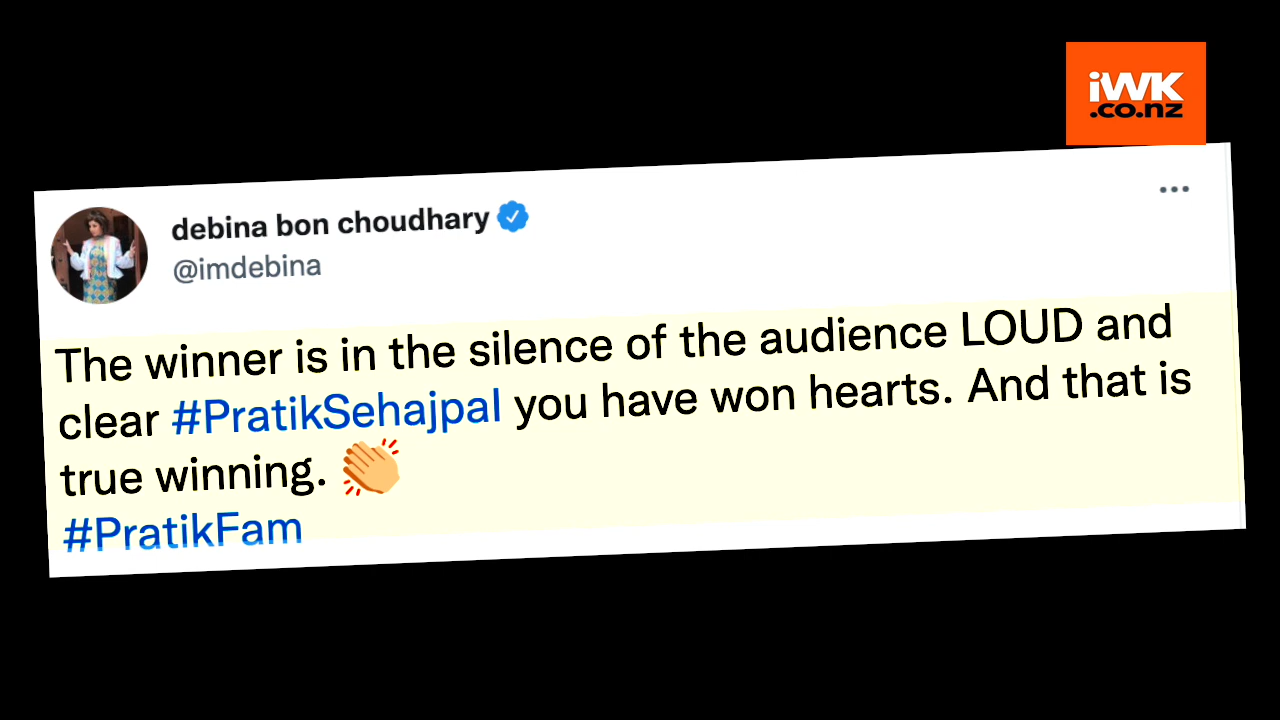 iWK
.co.nz
debina bon choudhary
@imdebina
The winner is in the silence of the audience LOUD and
clear #PratikSehajpal you have won hearts. And that is
true winning. 👏
#PratikFam